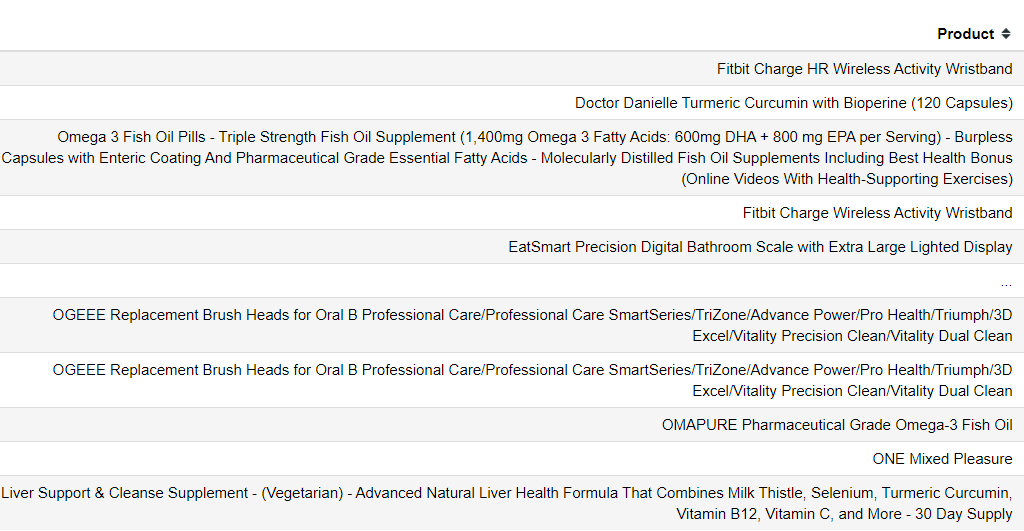 Product
Fitbit Charge HR Wireless Activity Wristband
Doctor Danielle Turmeric Curcumin with Bioperine (120 Capsules)
Omega 3 Fish Oil Pills - Triple Strength Fish Oil Supplement (1,400mg Omega 3 Fatty Acids: 600mg DHA + 800 mg EPA per Serving) - Burpless
Capsules with Enteric Coating And Pharmaceutical Grade Essential Fatty Acids - Molecularly Distilled Fish Oil Supplements Including Best Health Bonus
(Online Videos With Health-Supporting Exercises)
Fitbit Charge Wireless Activity Wristband
EatSmart Precision Digital Bathroom Scale with Extra Large Lighted Display
...
OGEEE Replacement Brush Heads for Oral B Professional Care/Professional Care SmartSeries/TriZone/Advance Power/Pro Health/Triumph/3D
Excel/Vitality Precision Clean/Vitality Dual Clean
OGEEE Replacement Brush Heads for Oral B Professional Care/Professional Care SmartSeries/TriZone/Advance Power/Pro Health/Triumph/3D
Excel/Vitality Precision Clean/Vitality Dual Clean
OMAPURE Pharmaceutical Grade Omega-3 Fish Oil
ONE Mixed Pleasure
Liver Support & Cleanse Supplement - (Vegetarian) - Advanced Natural Liver Health Formula That Combines Milk Thistle, Selenium, Turmeric Curcumin,
Vitamin B12, Vitamin C, and More - 30 Day Supply